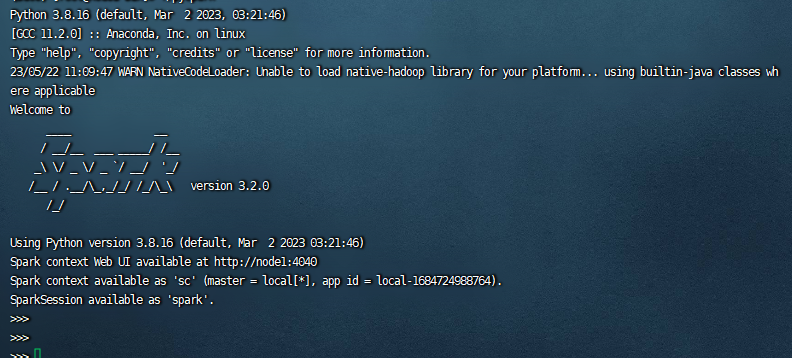 Python 3.8.16 (default, Mar  2 2023, 03:21:46)
[GCC 11.2.0] :: Anaconda, Inc. on linux
Type "help", "copyright", "credits" or "license" for more information.
23/05/22 11:09:47 WARN NativeCodeLoader: Unable to load native-hadoop library for your platform... using builtin-java classes wh
ere applicable
Welcome to
      ____              __
     / __/__  ___ _____/ /__
    _\ \/ _ \/ _ `/ __/  '_/
   /__ / .__/\_,_/_/ /_/\_\   version 3.2.0
      /_/
Using Python version 3.8.16 (default, Mar  2 2023 03:21:46)
Spark context Web UI available at http://node1:4040
Spark context available as 'sc' (master = local[*], app id = local-1684724988764).
SparkSession available as 'spark'.
>>>
>>>
>>>